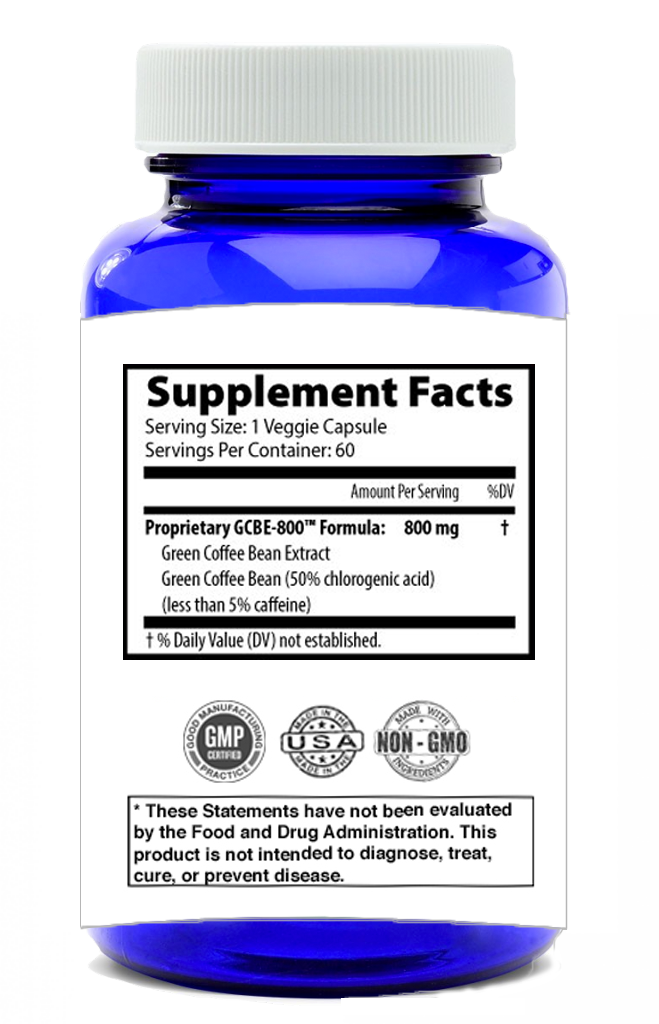 Supplement Facts
Serving Size: 1 Veggie Capsule
Servings Per Container: 60
Amount Per Serving %DV
Proprietary GCBE-800™ Formula: 800 mg †
Green Coffee Bean Extract
Green Coffee Bean (50% chlorogenic acid)
(less than 5% caffeine)
† % Daily Value (DV) not established.
GOOD MANUFACTURING
GMP
CERTIFIED
PRACTICE
MADE IN THE
USA
MADE IN THE
MADE WITH
NON - GMO
INGREDIENTS
* These Statements have not been evaluated
by the Food and Drug Administration. This
product is not intended to diagnose, treat,
cure, or prevent disease.